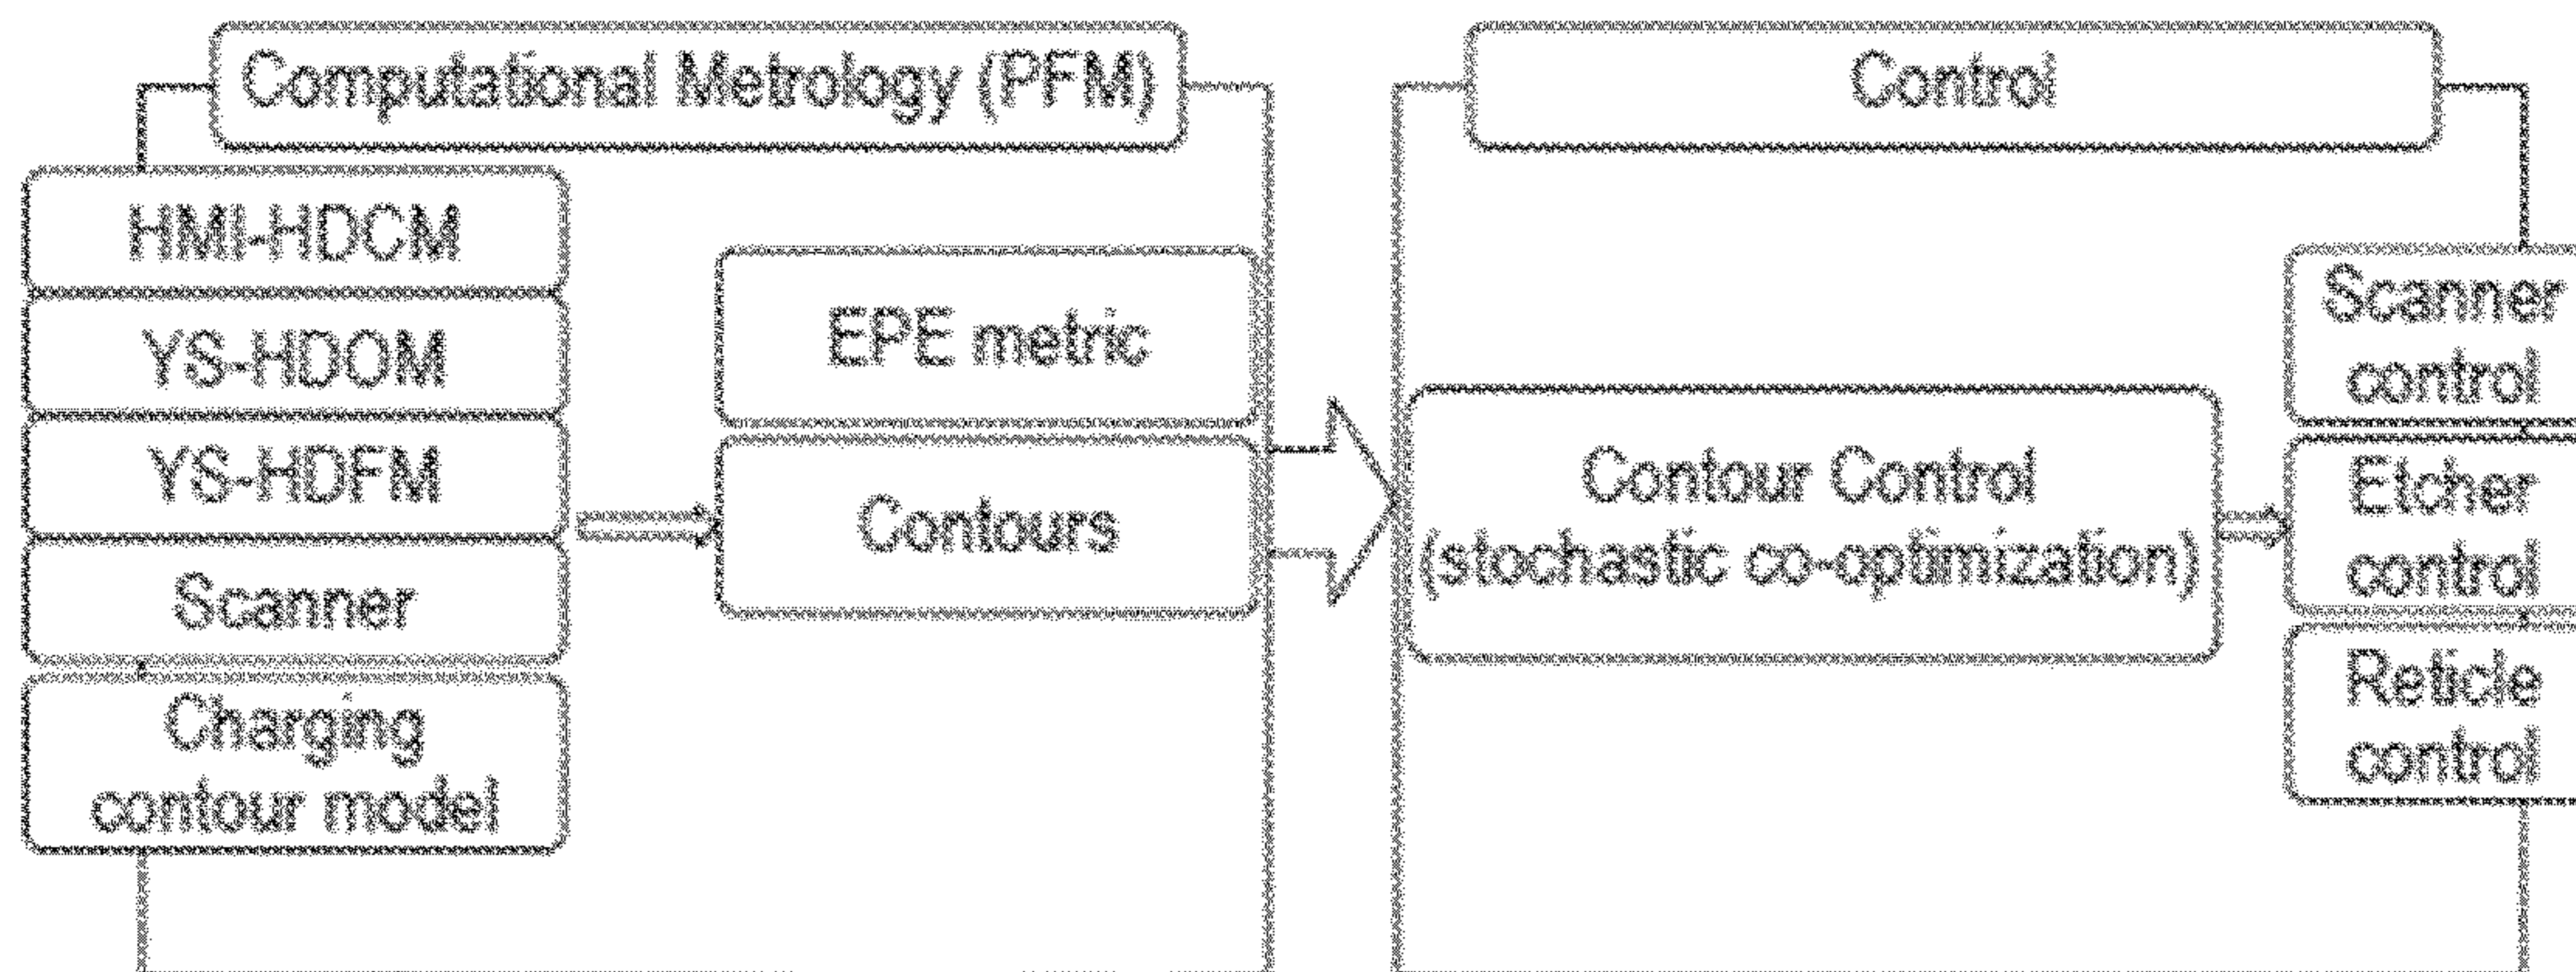 Computational Metrology (PFM)
HMI-HDCM
YS-HDOM
YS-HDFM
Scanner
Charging
contour model
EPE metric
Contours
Control
Contour Control
(stochastic co-optimization)
Scanner
control
Etcher
control
Reticle
control